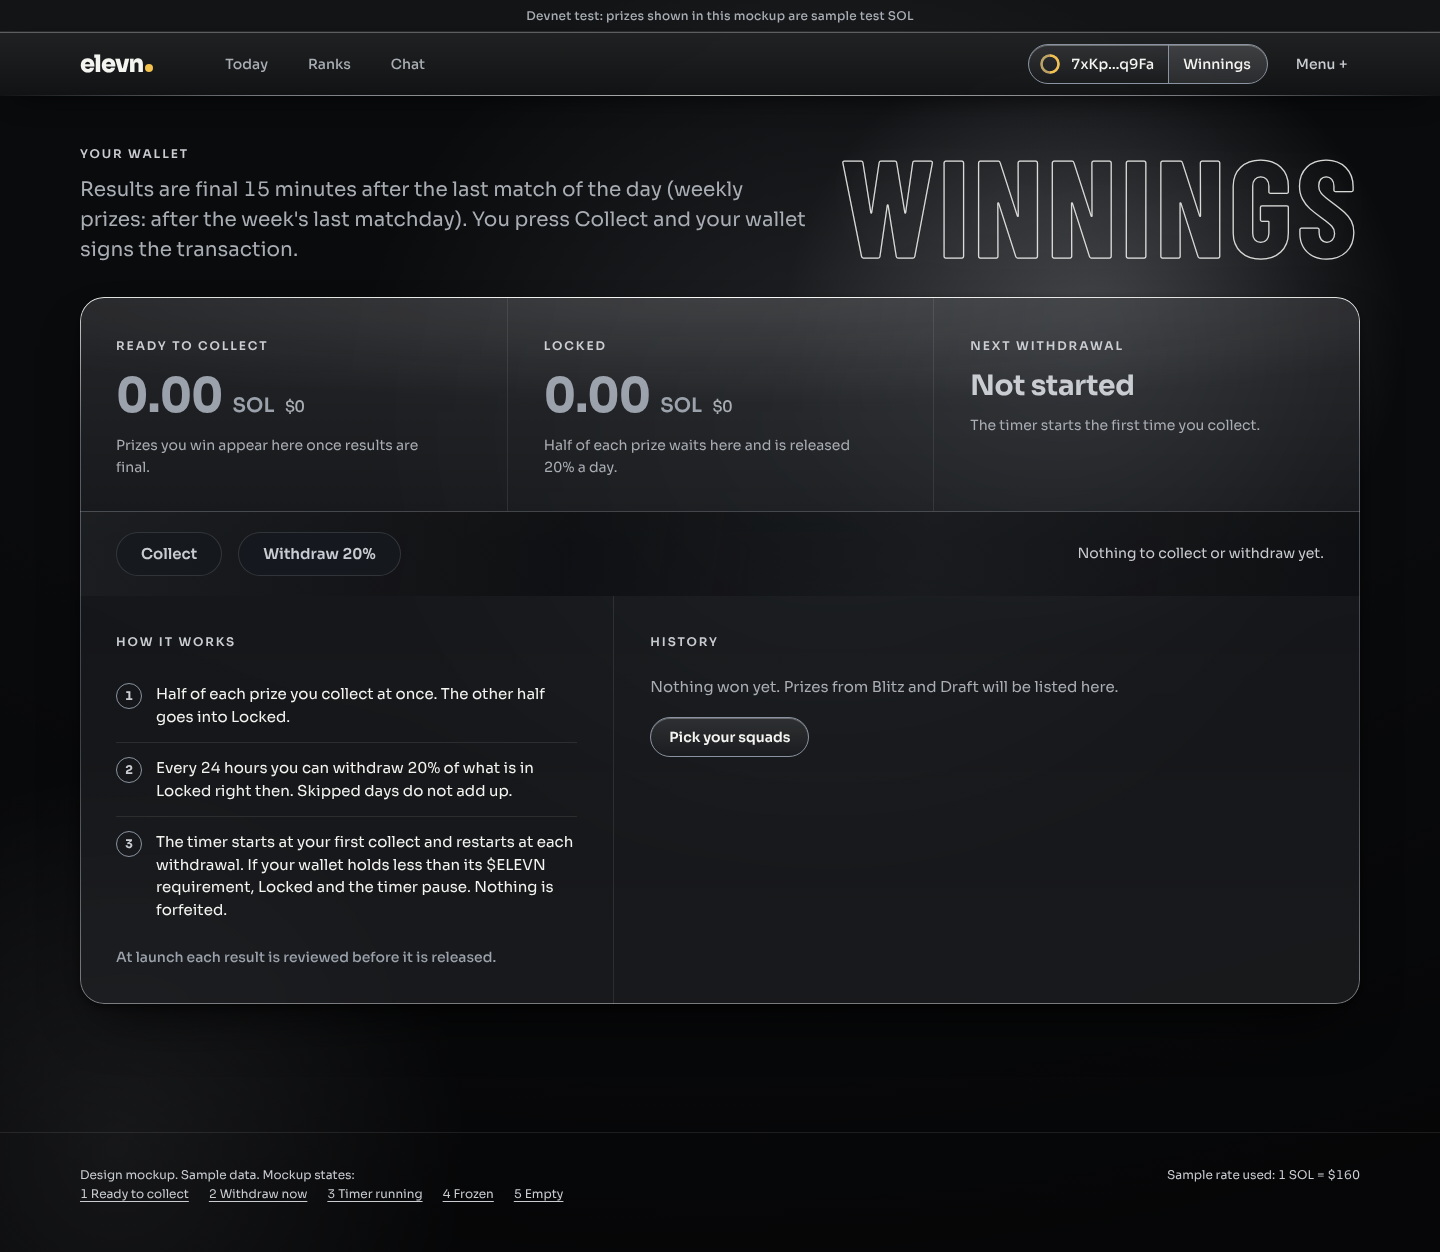 Devnet test: prizes shown in this mockup are sample test SOL
elevn.
Today
Ranks
Chat
7xKp...q9Fa
Winnings
Menu +
YOUR WALLET
Results are final 15 minutes after the last match of the day (weekly
prizes: after the week's last matchday). You press Collect and your wallet
signs the transaction.
WINNINGS
READY TO COLLECT
0.00 SOL $0
Prizes you win appear here once results are
final.
LOCKED
0.00 SOL $0
Half of each prize waits here and is released
20% a day.
NEXT WITHDRAWAL
Not started
The timer starts the first time you collect.
Collect
Withdraw 20%
Nothing to collect or withdraw yet.
HOW IT WORKS
1
Half of each prize you collect at once. The other half
goes into Locked.
2
Every 24 hours you can withdraw 20% of what is in
Locked right then. Skipped days do not add up.
3
The timer starts at your first collect and restarts at each
withdrawal. If your wallet holds less than its $ELEVN
requirement, Locked and the timer pause. Nothing is
forfeited.
At launch each result is reviewed before it is released.
HISTORY
Nothing won yet. Prizes from Blitz and Draft will be listed here.
Pick your squads
Design mockup. Sample data. Mockup states:
1 Ready to collect
2 Withdraw now
3 Timer running
4 Frozen
5 Empty
Sample rate used: 1 SOL = $160